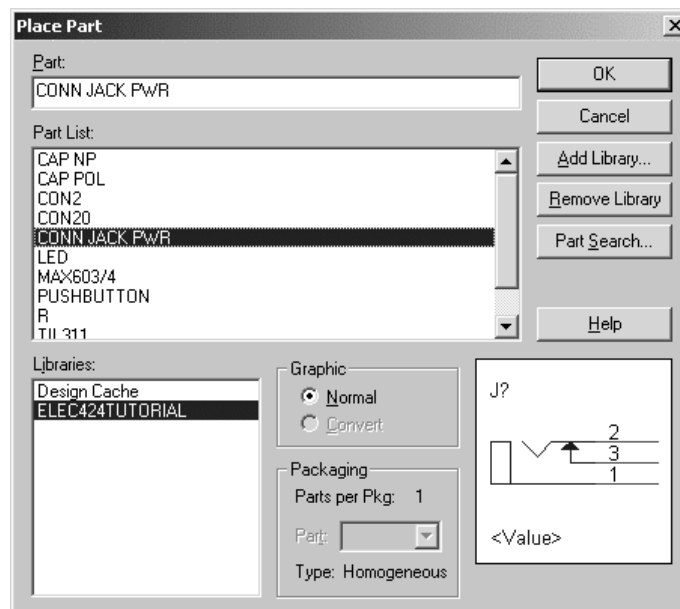 Place Part
Part:
CONN JACK PWR
Part List:
CAP NP
CAP POL
CON2
CON20
CONN JACK PWR
LED
MAX603/4
PUSHBUTTON
R
TIL311
OK
Cancel
Add Library...
Remove Library
Part Search...
Help
Libraries:
Design Cache
ELEC424TUTORIAL
Graphic
Normal
Convert
Packaging
Parts per Pkg: 1
Part:
Type: Homogeneous
J?
2
3
1
<Value>